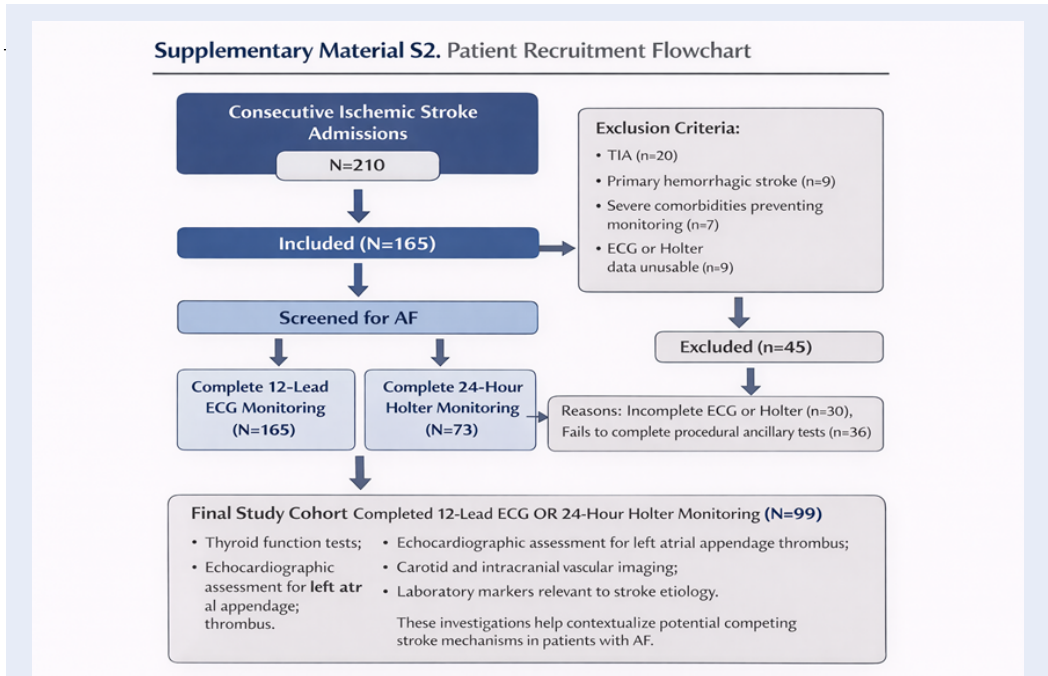 Supplementary Material S2. Patient Recruitment Flowchart
Consecutive Ischemic Stroke
Admissions
N=210
Exclusion Criteria:
• TIA (n=20)
• Primary hemorrhagic stroke (n=9)
• Severe comorbidities preventing
monitoring (n=7)
• ECG or Holter
data unusable (n=9)
Included (N=165)
Screened for AF
Excluded (n=45)
Complete 12-Lead
ECG Monitoring
(N=165)
Complete 24-Hour
Holter Monitoring
(N=73)
Reasons: Incomplete ECG or Holter (n=30),
Fails to complete procedural ancillary tests (n=36)
Final Study Cohort Completed 12-Lead ECG OR 24-Hour Holter Monitoring (N=99)
• Thyroid function tests;
• Echocardiographic
assessment for left atr
al appendage;
thrombus.
• Echocardiographic assessment for left atrial appendage thrombus;
• Carotid and intracranial vascular imaging;
• Laboratory markers relevant to stroke etiology.
These investigations help contextualize potential competing
stroke mechanisms in patients with AF.